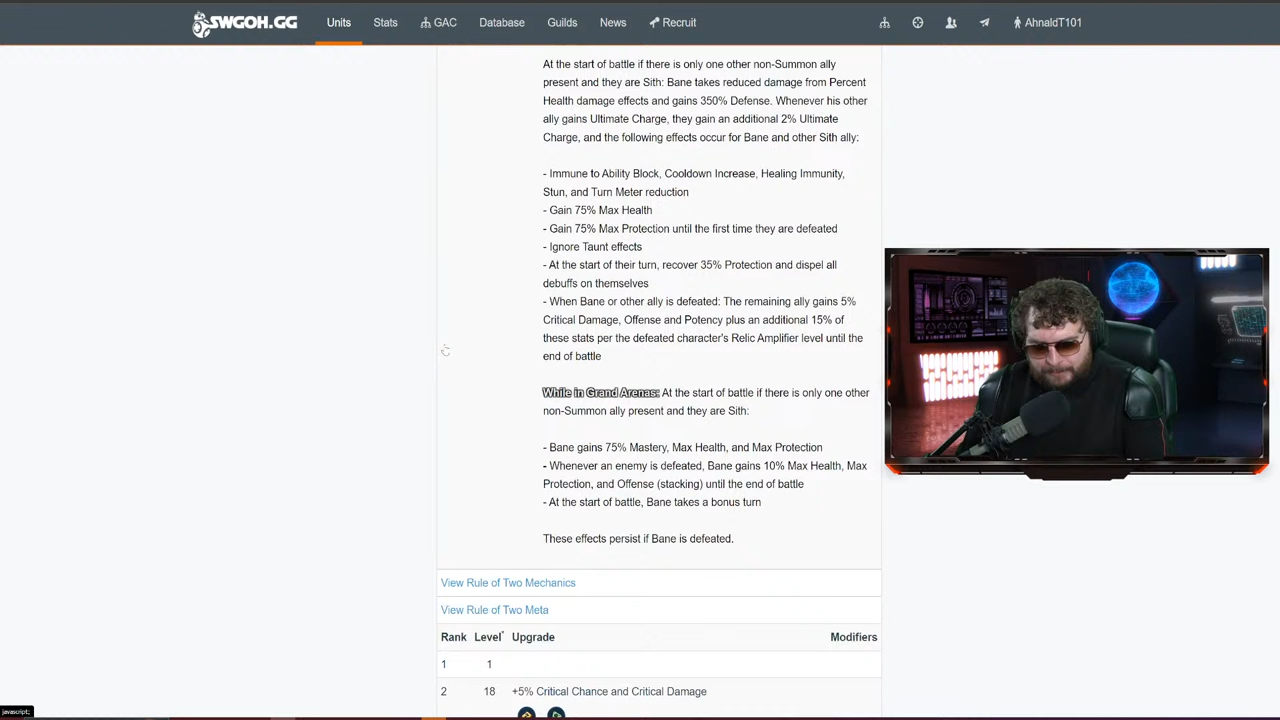 SWGOH.GG
Units
Stats
GAC
Database
Guilds
News
Recruit
AhnaldT101
At the start of battle if there is only one other non-Summon ally
present and they are Sith: Bane takes reduced damage from Percent
Health damage effects and gains 350% Defense. Whenever his other
ally gains Ultimate Charge, they gain an additional 2% Ultimate
Charge, and the following effects occur for Bane and other Sith ally:
- Immune to Ability Block, Cooldown Increase, Healing Immunity,
Stun, and Turn Meter reduction
- Gain 75% Max Health
- Gain 75% Max Protection until the first time they are defeated
- Ignore Taunt effects
- At the start of their turn, recover 35% Protection and dispel all
debuffs on themselves
- When Bane or other ally is defeated: The remaining ally gains 5%
Critical Damage, Offense and Potency plus an additional 15% of
these stats per the defeated character's Relic Amplifier level until the
end of battle
While in Grand Arenas: At the start of battle if there is only one other
non-Summon ally present and they are Sith:
- Bane gains 75% Mastery, Max Health, and Max Protection
- Whenever an enemy is defeated, Bane gains 10% Max Health, Max
Protection, and Offense (stacking) until the end of battle
- At the start of battle, Bane takes a bonus turn
These effects persist if Bane is defeated.
View Rule of Two Mechanics
View Rule of Two Meta
Rank Level* Upgrade Modifiers
1 1
2 18 +5% Critical Chance and Critical Damage
javascript:;